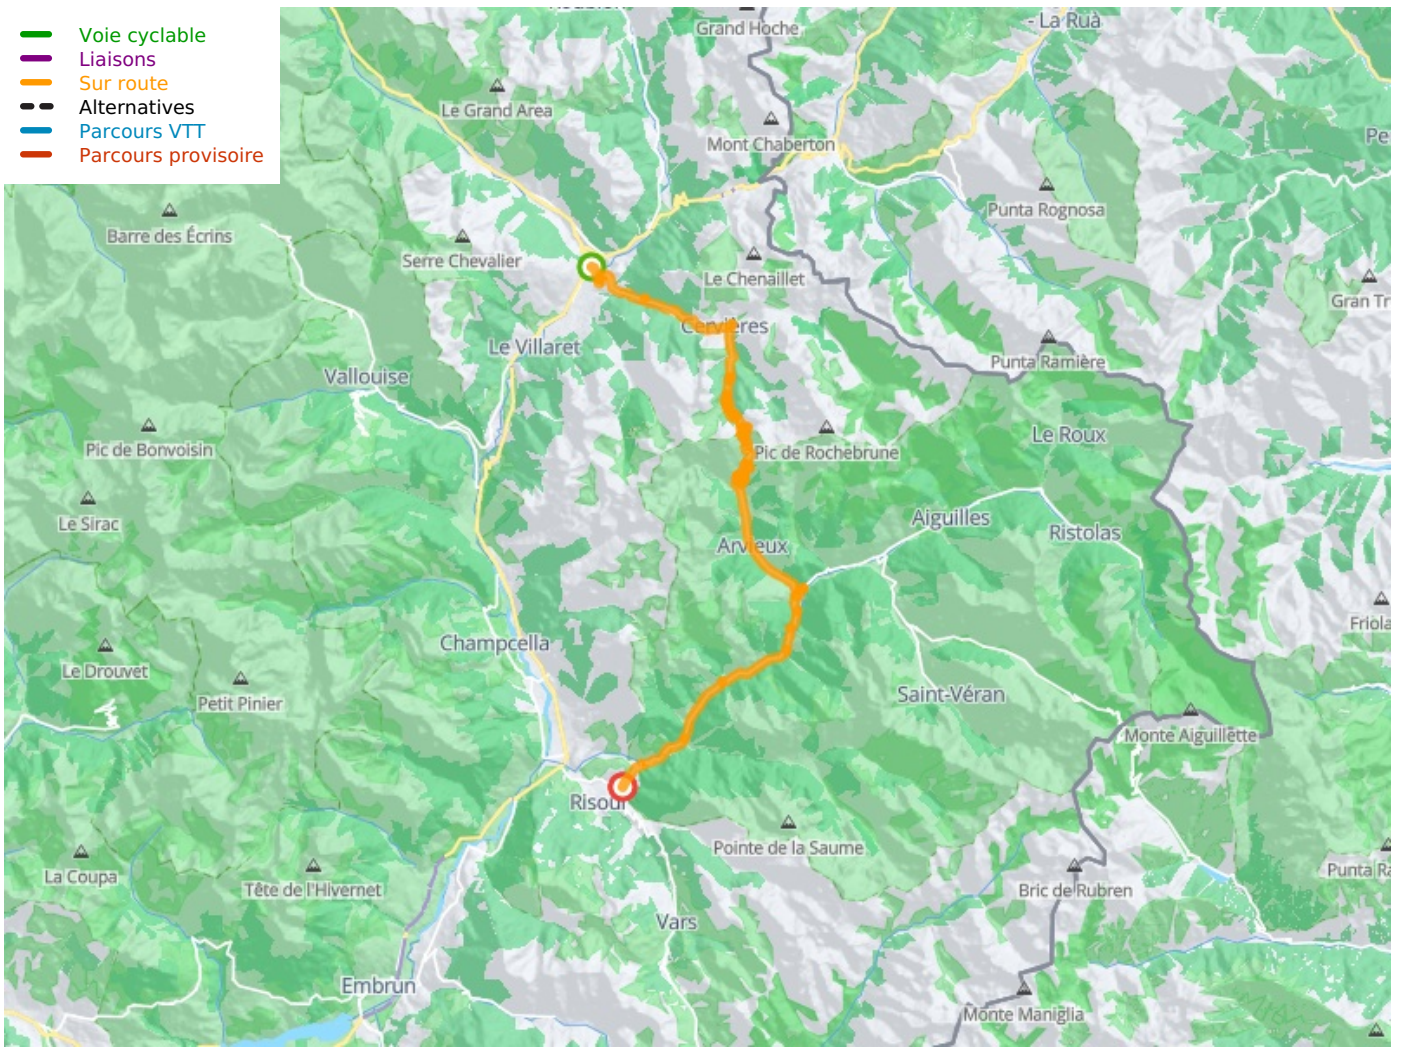 Voie cyclable
Liaisons
Sur route
Alternatives
Parcours VTT
Parcours provisoire
Grand Hoche
- La Ruà
Le Grand Area
Mont Chaberton
Punta Rognosa
Barre des Écrins
Serre Chevalier
Le Chenaillet
Gran Tr
Cervières
Le Villaret
Punta Ramière
Vallouise
Le Roux
Pic de Bonvoisin
Pic de Rochebrune
Le Sirac
Aiguilles
Ristolas
Arvieux
Friola
Champcella
Le Drouvet
Petit Pinier
Saint-Véran
Monte Aiguillette
Risoul
Pointe de la Saume
La Coupa
Tête de l'Hivernet
Bric de Rubren
Punta Ra
Vars
Embrun
Monte Maniglia